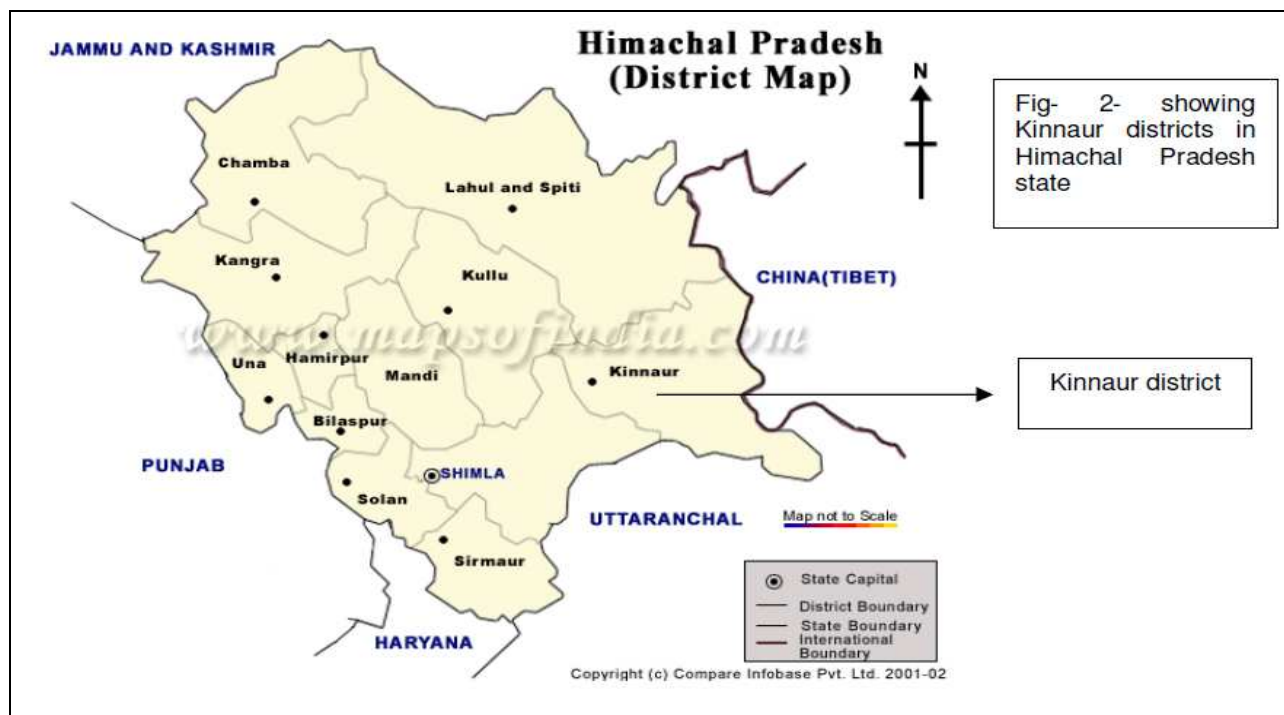 JAMMU AND KASHMIR
Himachal Pradesh
(District Map)
N
Fig- 2- showing
Kinnaur districts in
Himachal Pradesh
state
Chamba
Lahul and Spiti
Kangra
Kullu
CHINA(TIBET)
www.mapsofindia.com
Una
Hamirpur
Mandi
Kinnaur
Kinnaur district
Bilaspur
PUNJAB
SHIMLA
Solan
UTTARANCHAL
Map not to Scale
Sirmaur
State Capital
District Boundary
State Boundary
International
Boundary
HARYANA
Copyright (c) Compare Infobase Pvt. Ltd. 2001-02